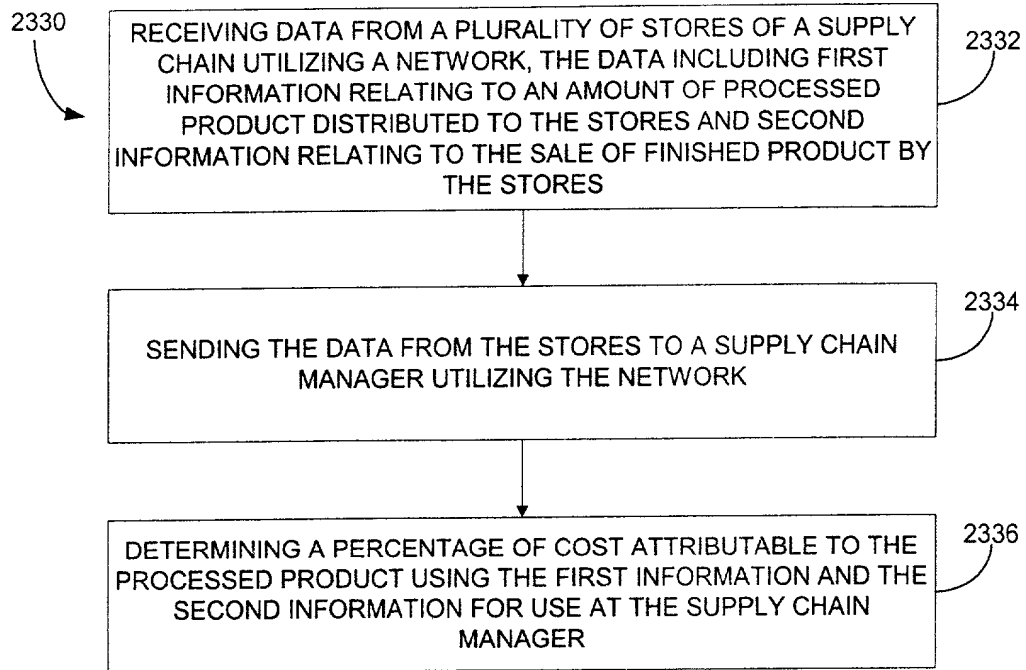 2330
RECEIVING DATA FROM A PLURALITY OF STORES OF A SUPPLY
2332
CHAIN UTILIZING A NETWORK, THE DATA INCLUDING FIRST
INFORMATION RELATING TO AN AMOUNT OF PROCESSED
PRODUCT DISTRIBUTED TO THE STORES AND SECOND
INFORMATION RELATING TO THE SALE OF FINISHED PRODUCT BY
THE STORES
2334
SENDING THE DATA FROM THE STORES TO A SUPPLY CHAIN
MANAGER UTILIZING THE NETWORK
2336
DETERMINING A PERCENTAGE OF COST ATTRIBUTABLE TO THE
PROCESSED PRODUCT USING THE FIRST INFORMATION AND THE
SECOND INFORMATION FOR USE AT THE SUPPLY CHAIN
MANAGER